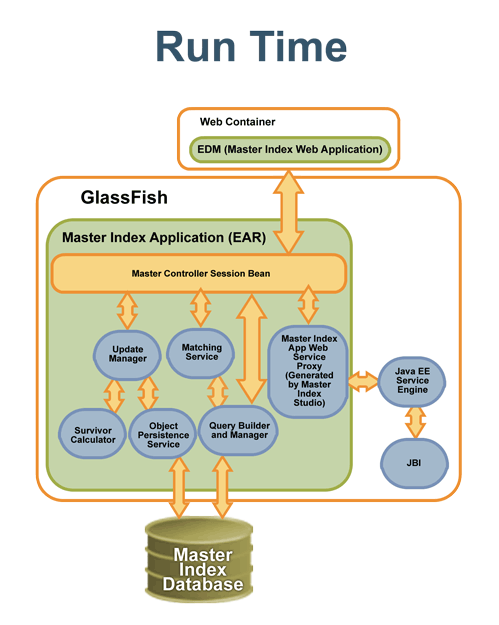 Run Time
Web Container
EDM (Master Index Web Application)
GlassFish
Master Index Application (EAR)
Master Controller Session Bean
Update
Manager
Matching
Service
Master Index
App Web
Service
Proxy
(Generated
by Master
Index
Studio)
Java EE
Service
Engine
Survivor
Calculator
Object
Persistence
Service
Query Builder
and Manager
JBI
Master
Index
Database